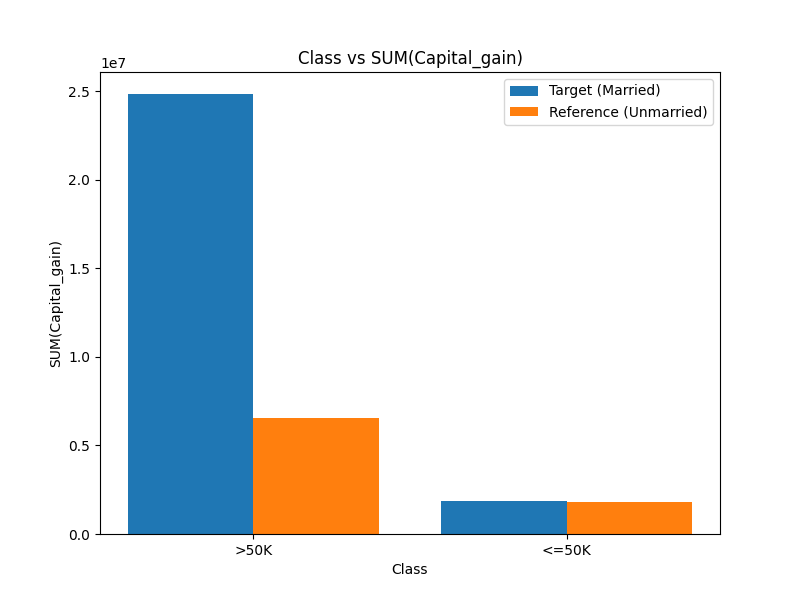 Class vs SUM(Capital_gain)
1e7
Target (Married)
Reference (Unmarried)
2.5
2.0
1.5
1.0
0.5
0.0
SUM(Capital_gain)
>50K
<=50K
Class